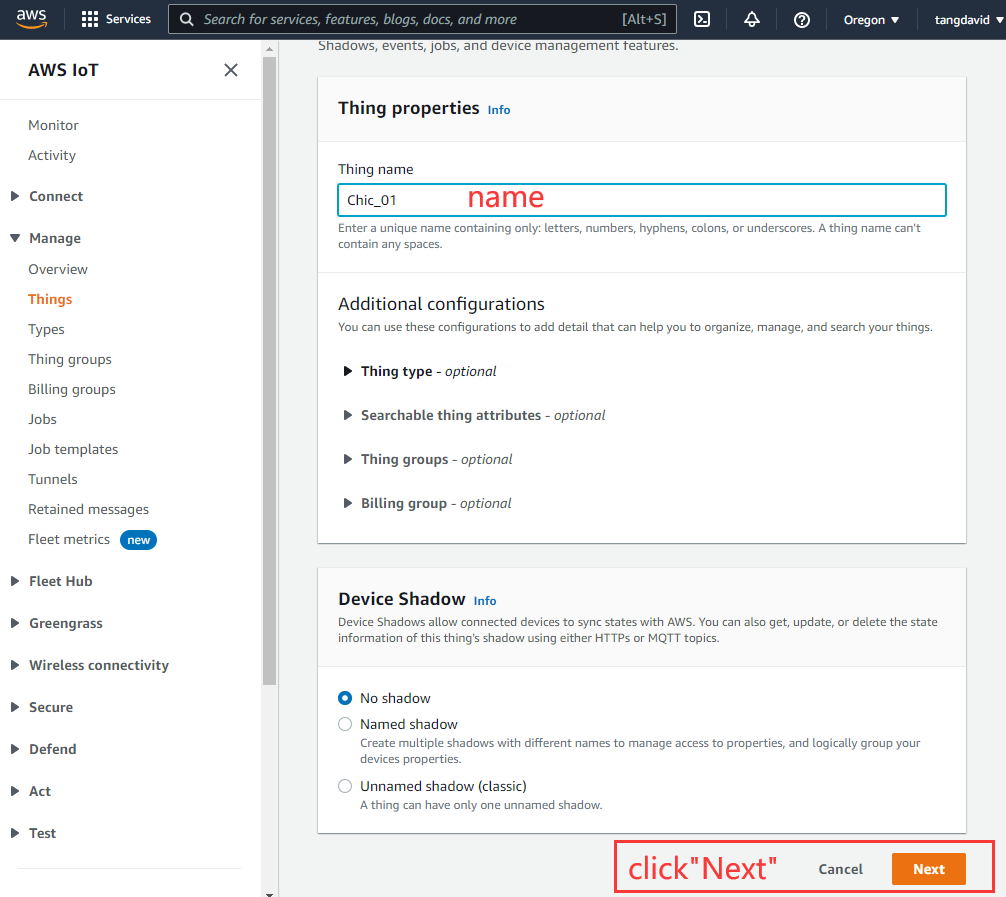 aws
Services
Search for services, features, blogs, docs, and more
[Alt+S]
Oregon
tangdavid
AWS IoT
Monitor
Activity
Connect
Manage
Overview
Things
Types
Thing groups
Billing groups
Jobs
Job templates
Tunnels
Retained messages
Fleet metrics new
Fleet Hub
Greengrass
Wireless connectivity
Secure
Defend
Act
Test
Shadows, events, jobs, and device management features.
Thing properties Info
Thing name
Chic_01 name
Enter a unique name containing only: letters, numbers, hyphens, colons, or underscores. A thing name can't
contain any spaces.
Additional configurations
You can use these configurations to add detail that can help you to organize, manage, and search your things.
Thing type - optional
Searchable thing attributes - optional
Thing groups - optional
Billing group - optional
Device Shadow Info
Device Shadows allow connected devices to sync states with AWS. You can also get, update, or delete the state
information of this thing's shadow using either HTTPs or MQTT topics.
No shadow
Named shadow
Create multiple shadows with different names to manage access to properties, and logically group your
devices properties.
Unnamed shadow (classic)
A thing can have only one unnamed shadow.
click"Next" Cancel Next